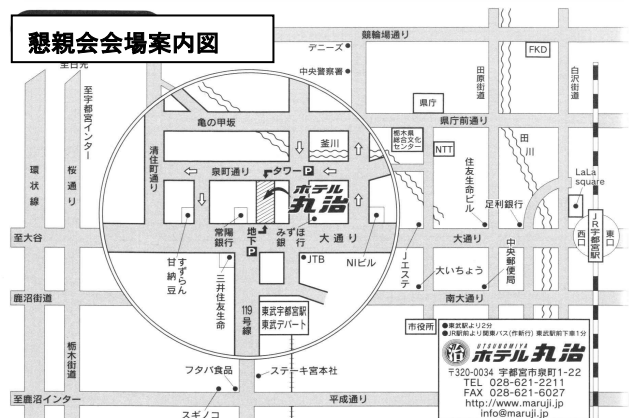 懇親会会場案内図
至日光
至宇都宮インター
環状線
桜通り
清住町通り
デニーズ
中央警察署
競輪場通り
FKD
田原街道
白沢街道
県庁
県庁前通り
亀の甲坂
釜川
栃木県
総合文化
センター
NTT
田川
住友生命ビル
足利銀行
LaLa
square
泉町通り
タワーP
ホテル
丸治
至大谷
常陽
銀行
地下
P
みずほ
銀行
大通り
大通り
西口
JR宇都宮駅
東口
すずらん
甘納豆
三井住友生命
JTB
NIビル
Jエステ
大いちょう
中央郵便局
鹿沼街道
119号線
東武宇都宮駅
東武デパート
南大通り
市役所
栃木街道
フタバ食品
ステーキ宮本社
至鹿沼インター
スギノコ
平成通り
●東武駅より2分
●JR駅前より関東バス(作新行) 東武駅前下車1分
治
UTSUNOMIYA
ホテル丸治
〒320-0034 宇都宮市泉町1-22
TEL 028-621-2211
FAX 028-621-6027
http://www.maruji.jp
info@maruji.jp